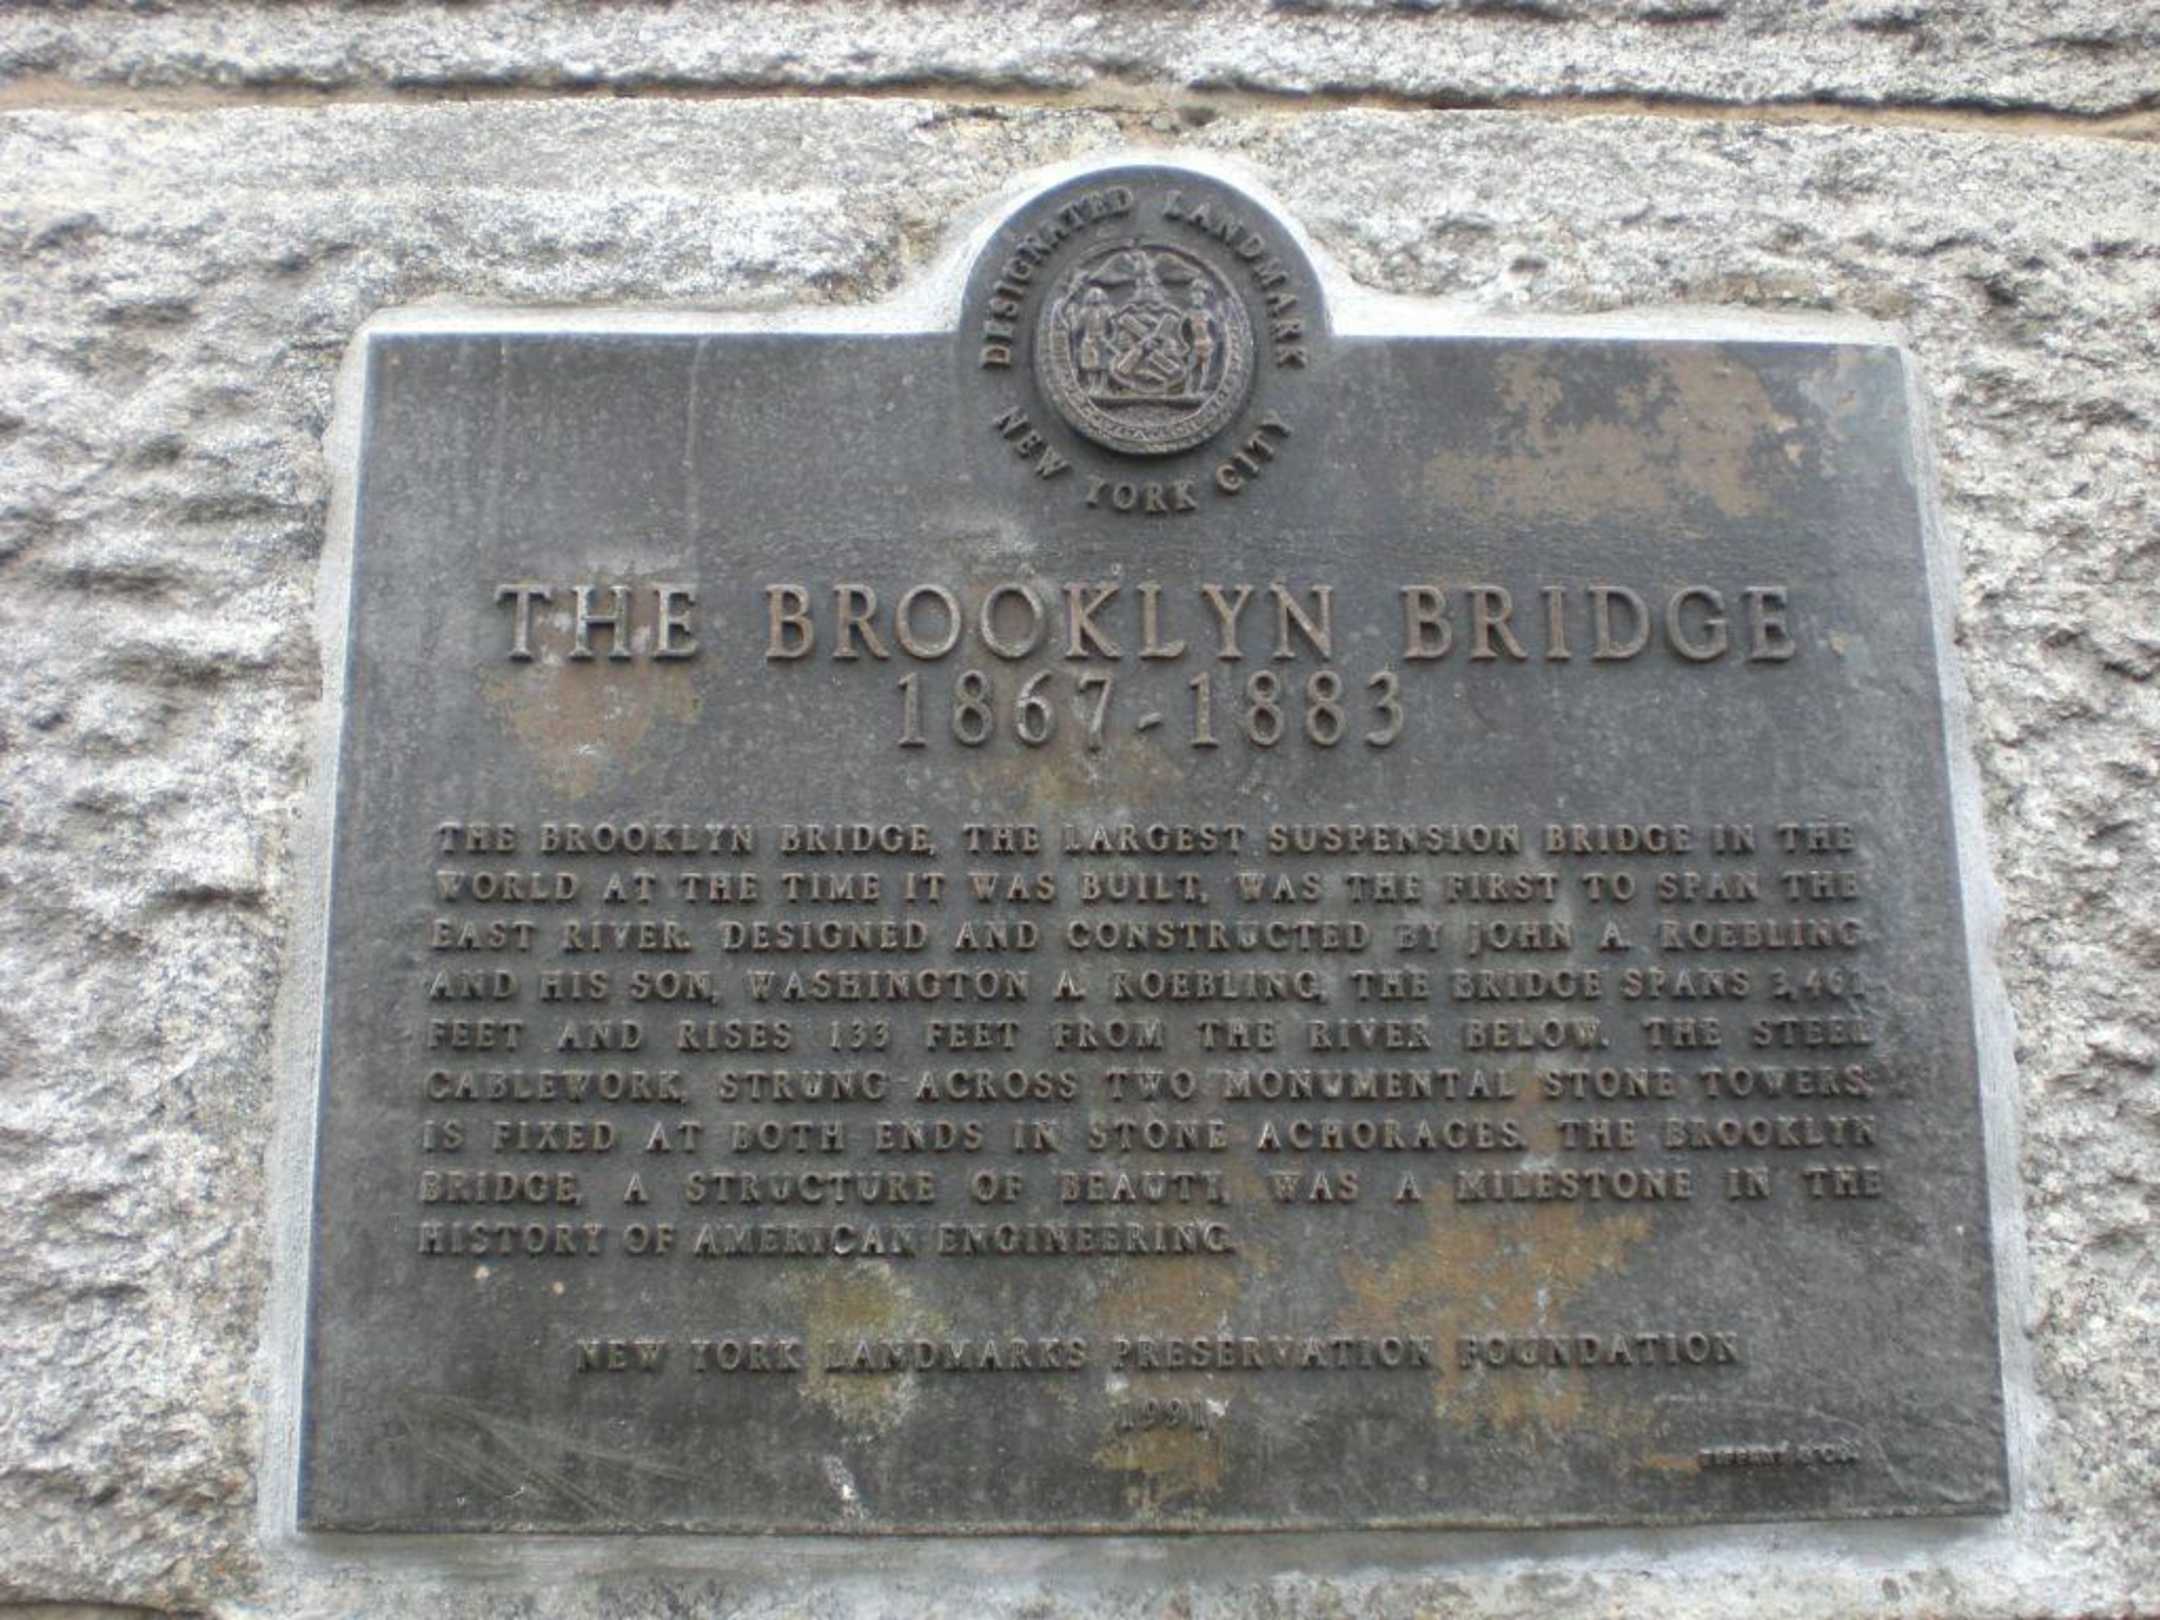 DESIGNATED LANDMARK
NEW YORK CITY
THE BROOKLYN BRIDGE
1867-1883
THE BROOKLYN BRIDGE, THE LARGEST SUSPENSION BRIDGE IN THE
WORLD AT THE TIME IT WAS BUILT, WAS THE FIRST TO SPAN THE
EAST RIVER. DESIGNED AND CONSTRUCTED BY JOHN A. ROEBLING
AND HIS SON, WASHINGTON A. ROEBLING, THE BRIDGE SPANS 3,461
FEET AND RISES 133 FEET FROM THE RIVER BELOW. THE STEEL
CABLEWORK, STRUNG ACROSS TWO MONUMENTAL STONE TOWERS,
IS FIXED AT BOTH ENDS IN STONE ACHORAGES. THE BROOKLYN
BRIDGE, A STRUCTURE OF BEAUTY, WAS A MILESTONE IN THE
HISTORY OF AMERICAN ENGINEERING.
NEW YORK LANDMARKS PRESERVATION FOUNDATION
1991